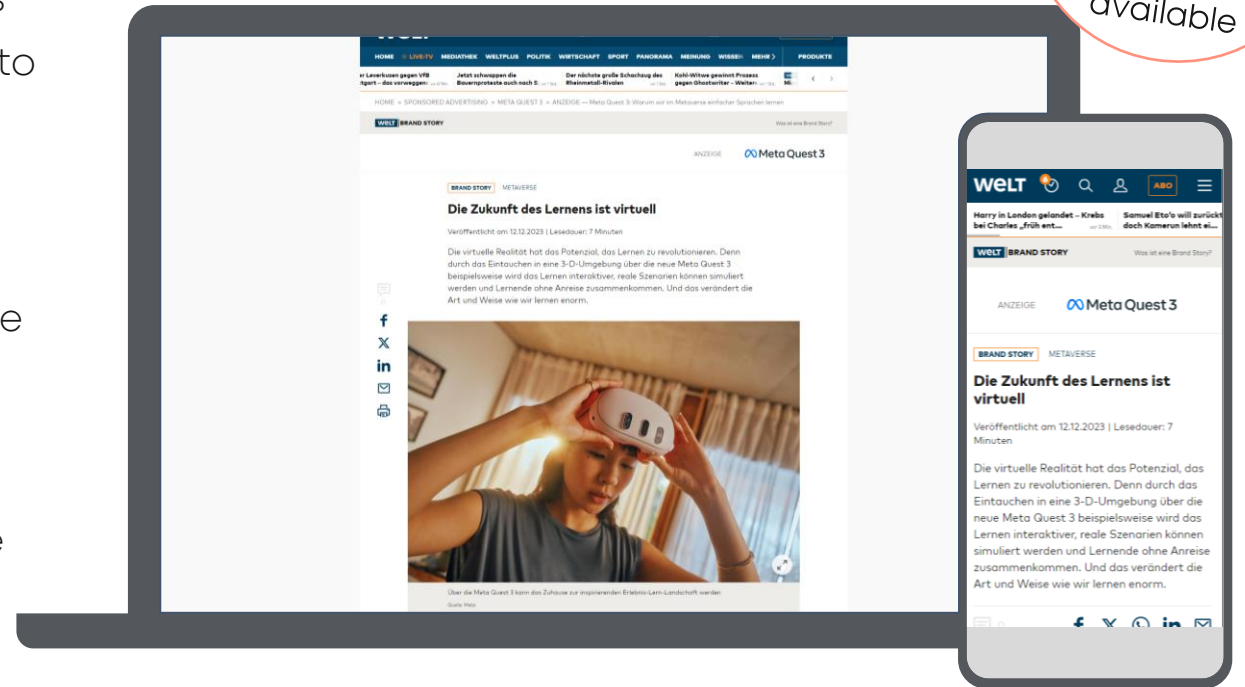 to
e
available
HOME LIVE-TV MEDIATHEK WELTPLUS POLITIK WIRTSCHAFT SPORT PANORAMA MEINUNG WISSEN MEHR PRODUKTE
er Leverkusen gegen VfB
Jetzt schwappen die
Der nächste große Schachzug des
Kohl-Witwe gewinnt Prozess
tgart – das vorweggen
Bauernproteste auch nach S
Rheinmetall-Rivalen
gegen Ghostwriter – Weiter
HOME » SPONSORED ADVERTISING » META QUEST 3 » ANZEIGE — Meta Quest 3: Warum wir im Metaverse einfacher Sprachen lernen
WELT BRAND STORY
Was ist eine Brand Story?
ANZEIGE Meta Quest 3
BRAND STORY METAVERSE
Die Zukunft des Lernens ist virtuell
Veröffentlicht am 12.12.2023 | Lesedauer: 7 Minuten
Die virtuelle Realität hat das Potenzial, das Lernen zu revolutionieren. Denn
durch das Eintauchen in eine 3-D-Umgebung über die neue Meta Quest 3
beispielsweise wird das Lernen interaktiver, reale Szenarien können simuliert
werden und Lernende ohne Anreise zusammenkommen. Und das verändert die
Art und Weise wie wir lernen enorm.
Über die Meta Quest 3 kann das Zuhause zur inspirierenden Erlebnis-Lern-Landschaft werden
Quelle: Meta
WELT ABO
Harry in London gelandet – Krebs
Samuel Eto'o will zurück
bei Charles „früh ent...
doch Kamerun lehnt ei...
WELT BRAND STORY
Was ist eine Brand Story?
ANZEIGE Meta Quest 3
BRAND STORY METAVERSE
Die Zukunft des Lernens ist
virtuell
Veröffentlicht am 12.12.2023 | Lesedauer: 7
Minuten
Die virtuelle Realität hat das Potenzial, das
Lernen zu revolutionieren. Denn durch das
Eintauchen in eine 3-D-Umgebung über die
neue Meta Quest 3 beispielsweise wird das
Lernen interaktiver, reale Szenarien können
simuliert werden und Lernende ohne Anreise
zusammenkommen. Und das verändert die
Art und Weise wie wir lernen enorm.